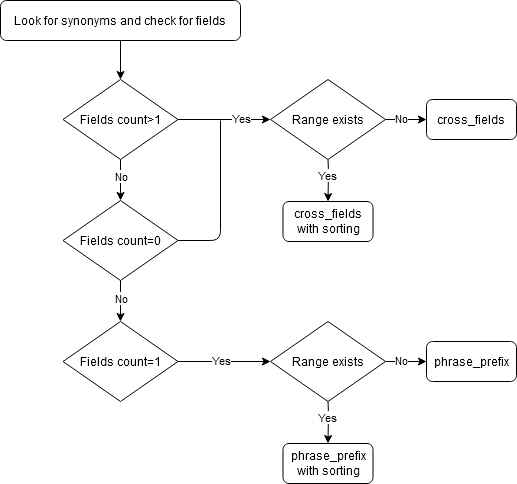 Look for synonyms and check for fields
Fields count>1
Yes
Range exists
No
cross_fields
Yes
cross_fields
with sorting
No
Fields count=0
No
Fields count=1
Yes
Range exists
No
phrase_prefix
Yes
phrase_prefix
with sorting